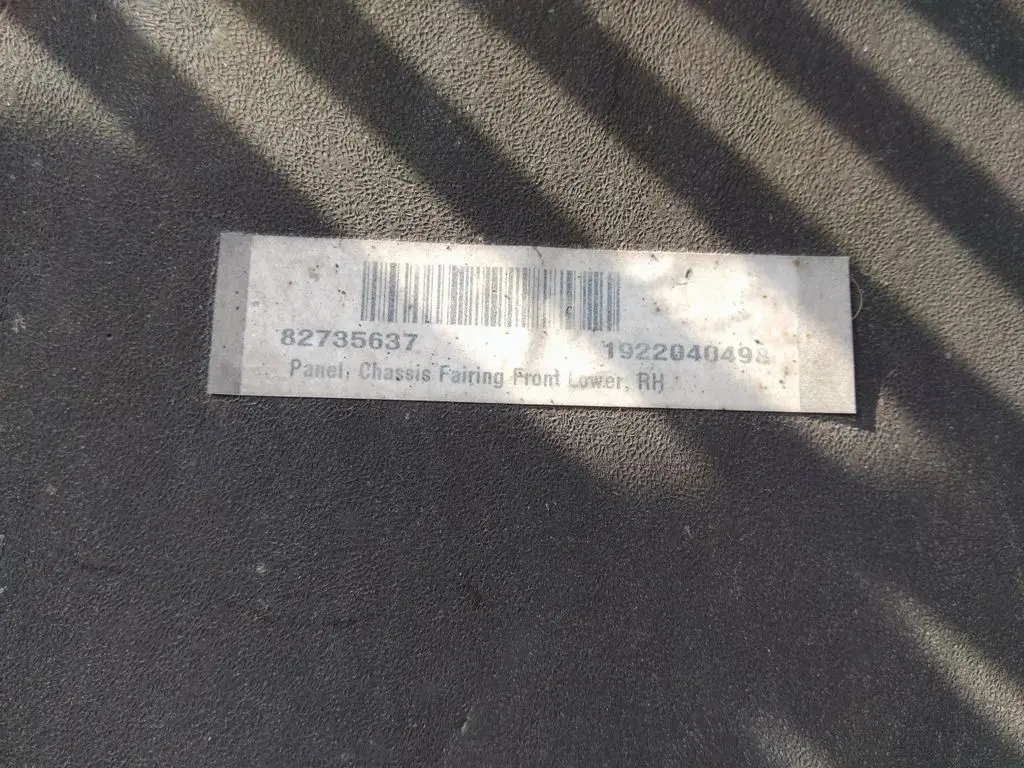 82735637 1922040498
Panel, Chassis Fairing Front Lower, RH